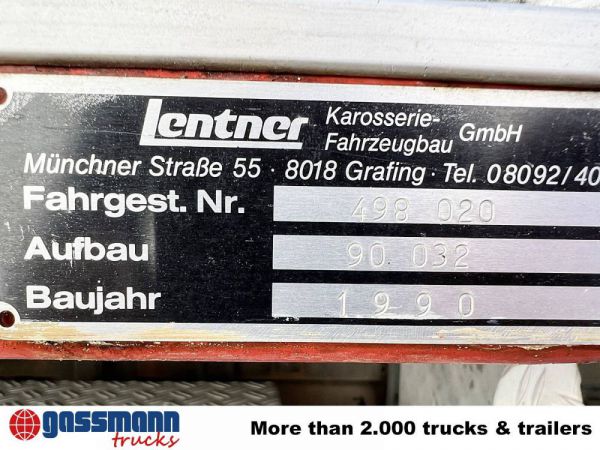 Lentner Karosserie- Fahrzeugbau GmbH
Münchner Straße 55 · 8018 Grafing · Tel. 08092/40
Fahrgest. Nr. 498 020
Aufbau 90.032
Baujahr 1990
gassmann trucks
More than 2.000 trucks & trailers